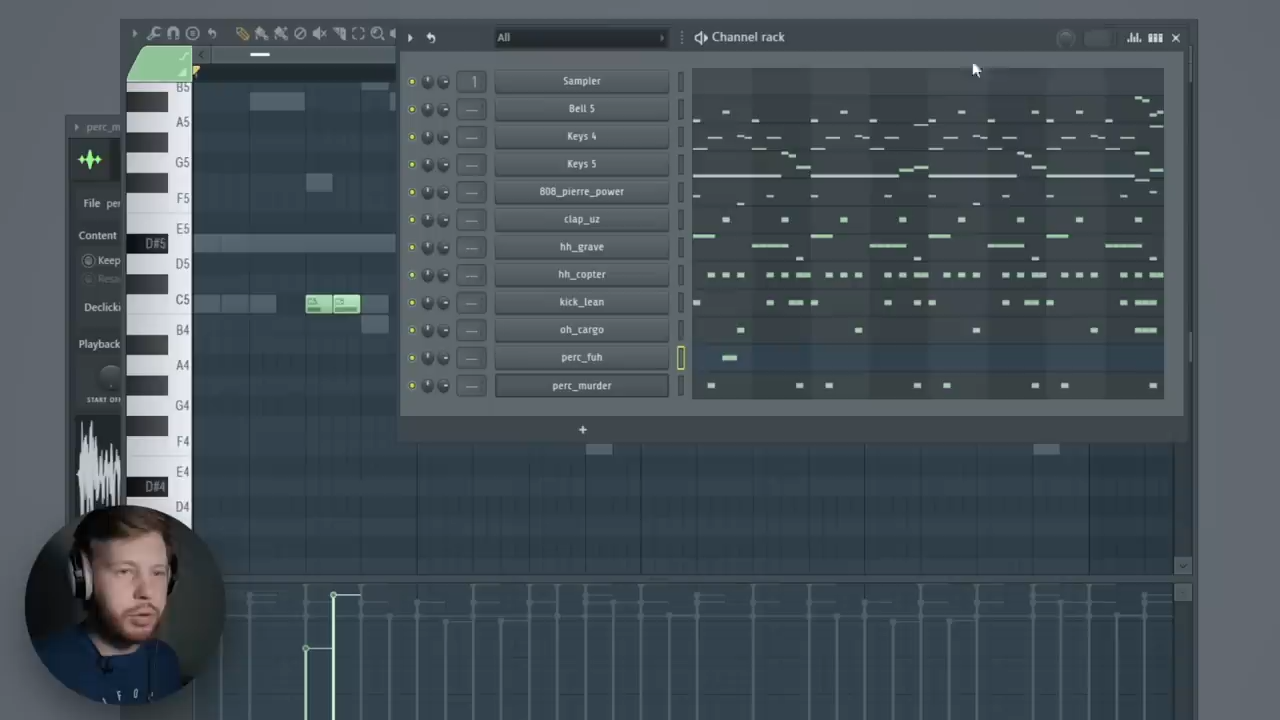 All
Channel rack
1
Sampler
Bell 5
Keys 4
Keys 5
808_pierre_power
clap_uz
hh_grave
hh_copter
kick_lean
oh_cargo
perc_fuh
perc_murder
perc_m
File per
Content
Keep
Declicki
Playback
B5
A5
G5
F5
E5
D#5
D5
C5
B4
A4
G4
F4
E4
D#4
D4